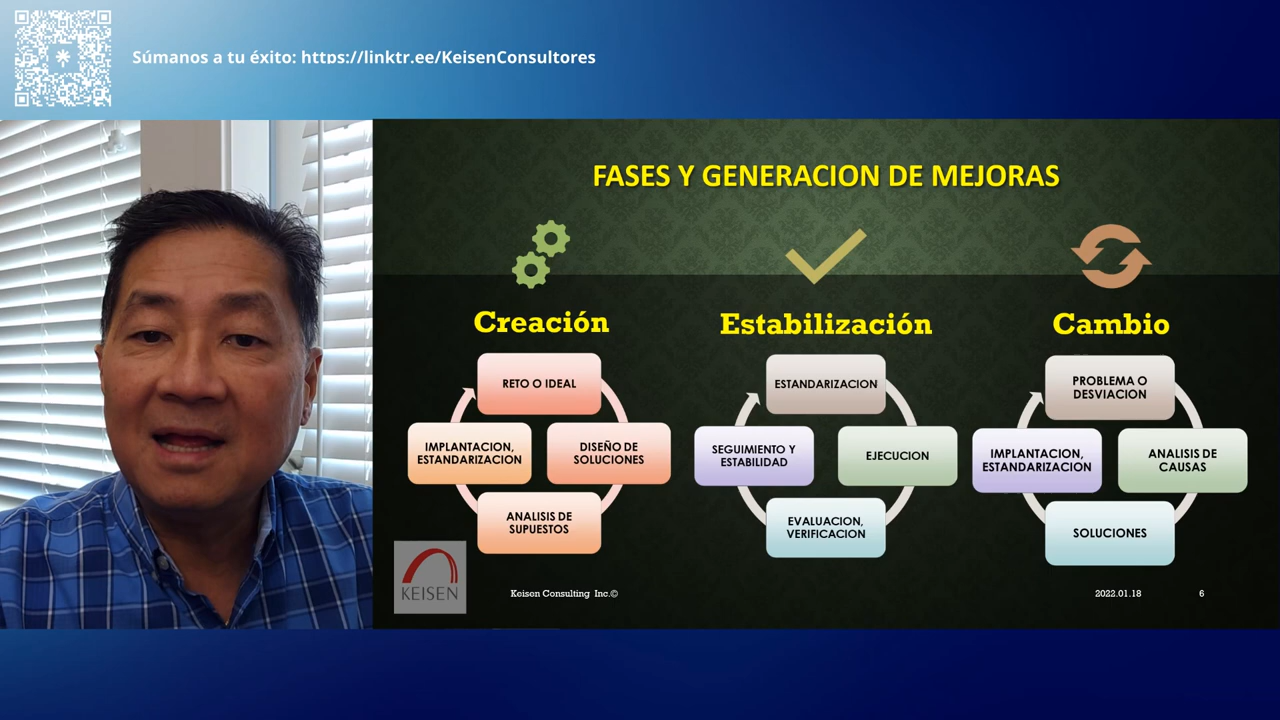 Súmanos a tu éxito: https://linktr.ee/KeisenConsultores
FASES Y GENERACION DE MEJORAS
Creación
RETO O IDEAL
DISEÑO DE
SOLUCIONES
ANALISIS DE
SUPUESTOS
IMPLANTACION,
ESTANDARIZACION
Estabilización
ESTANDARIZACION
EJECUCION
EVALUACION,
VERIFICACION
SEGUIMIENTO Y
ESTABILIDAD
Cambio
PROBLEMA O
DESVIACION
ANALISIS DE
CAUSAS
SOLUCIONES
IMPLANTACION,
ESTANDARIZACION
KEISEN
Keisen Consulting Inc.©
2022.01.18
6